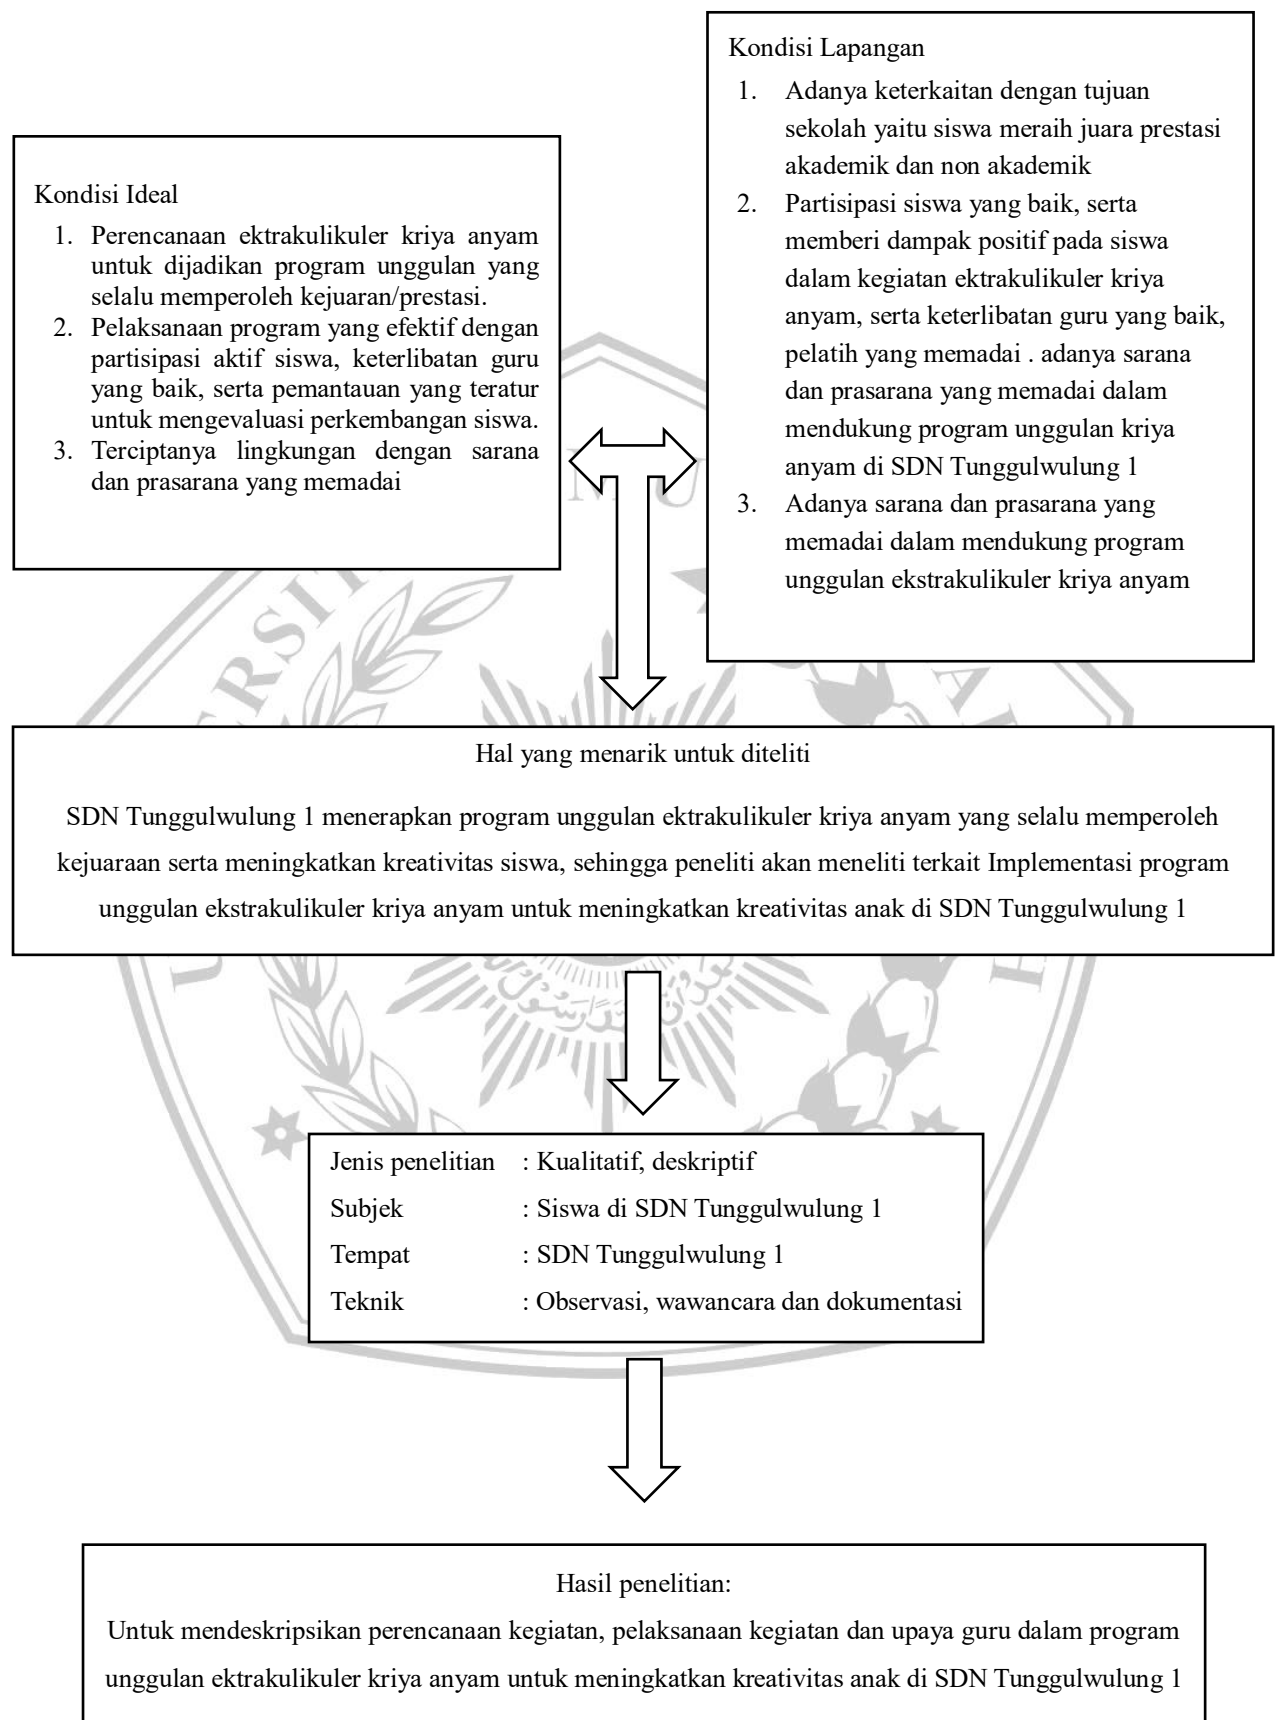 Kondisi Ideal
1. Perencanaan ektrakulikuler kriya anyam
untuk dijadikan program unggulan yang
selalu memperoleh kejuaran/prestasi.
2. Pelaksanaan program yang efektif dengan
partisipasi aktif siswa, keterlibatan guru
yang baik, serta pemantauan yang teratur
untuk mengevaluasi perkembangan siswa.
3. Terciptanya lingkungan dengan sarana
dan prasarana yang memadai
Kondisi Lapangan
1. Adanya keterkaitan dengan tujuan
sekolah yaitu siswa meraih juara prestasi
akademik dan non akademik
2. Partisipasi siswa yang baik, serta
memberi dampak positif pada siswa
dalam kegiatan ektrakulikuler kriya
anyam, serta keterlibatan guru yang baik,
pelatih yang memadai . adanya sarana
dan prasarana yang memadai dalam
mendukung program unggulan kriya
anyam di SDN Tunggulwulung 1
3. Adanya sarana dan prasarana yang
memadai dalam mendukung program
unggulan ekstrakulikuler kriya anyam
Hal yang menarik untuk diteliti
SDN Tunggulwulung 1 menerapkan program unggulan ektrakulikuler kriya anyam yang selalu memperoleh
kejuaraan serta meningkatkan kreativitas siswa, sehingga peneliti akan meneliti terkait Implementasi program
unggulan ekstrakulikuler kriya anyam untuk meningkatkan kreativitas anak di SDN Tunggulwulung 1
Jenis penelitian : Kualitatif, deskriptif
Subjek : Siswa di SDN Tunggulwulung 1
Tempat : SDN Tunggulwulung 1
Teknik : Observasi, wawancara dan dokumentasi
Hasil penelitian:
Untuk mendeskripsikan perencanaan kegiatan, pelaksanaan kegiatan dan upaya guru dalam program
unggulan ektrakulikuler kriya anyam untuk meningkatkan kreativitas anak di SDN Tunggulwulung 1